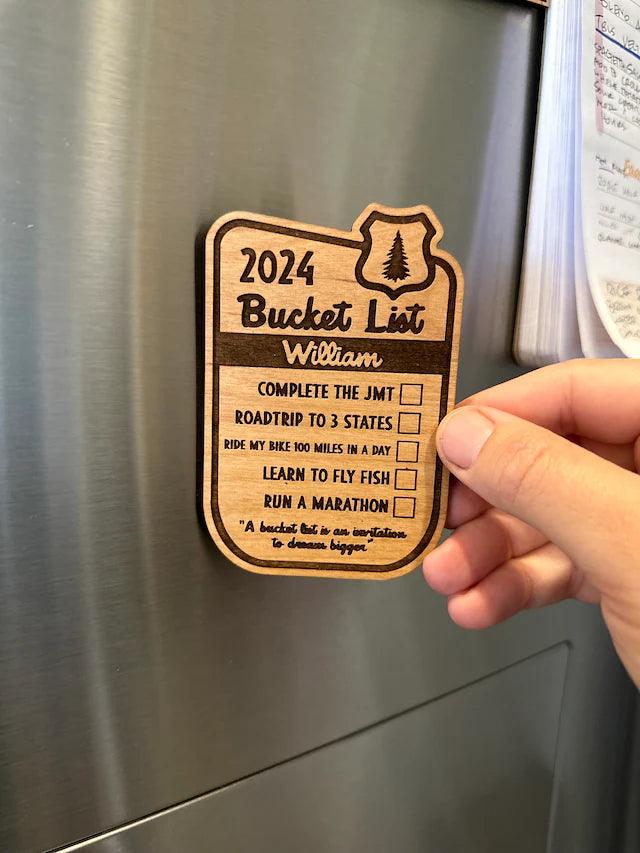 2024
Bucket List
William
COMPLETE THE JMT
ROADTRIP TO 3 STATES
RIDE MY BIKE 100 MILES IN A DAY
LEARN TO FLY FISH
RUN A MARATHON
"A bucket list is an invitation
to dream bigger"